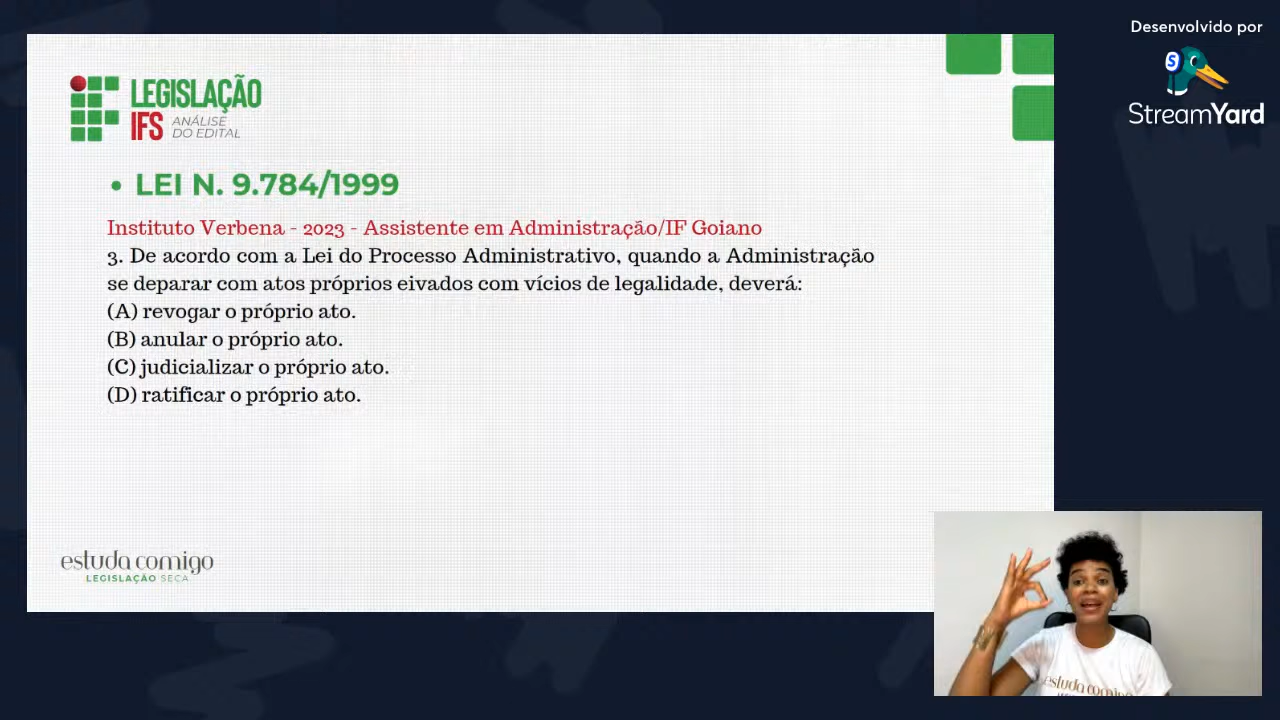 Desenvolvido por
StreamYard
LEGISLAÇÃO
IFS ANÁLISE
DO EDITAL
• LEI N. 9.784/1999
Instituto Verbena - 2023 - Assistente em Administração/IF Goiano
3. De acordo com a Lei do Processo Administrativo, quando a Administração
se deparar com atos próprios eivados com vícios de legalidade, deverá:
(A) revogar o próprio ato.
(B) anular o próprio ato.
(C) judicializar o próprio ato.
(D) ratificar o próprio ato.
estuda comigo
LEGISLAÇÃO SECA
estuda comigo